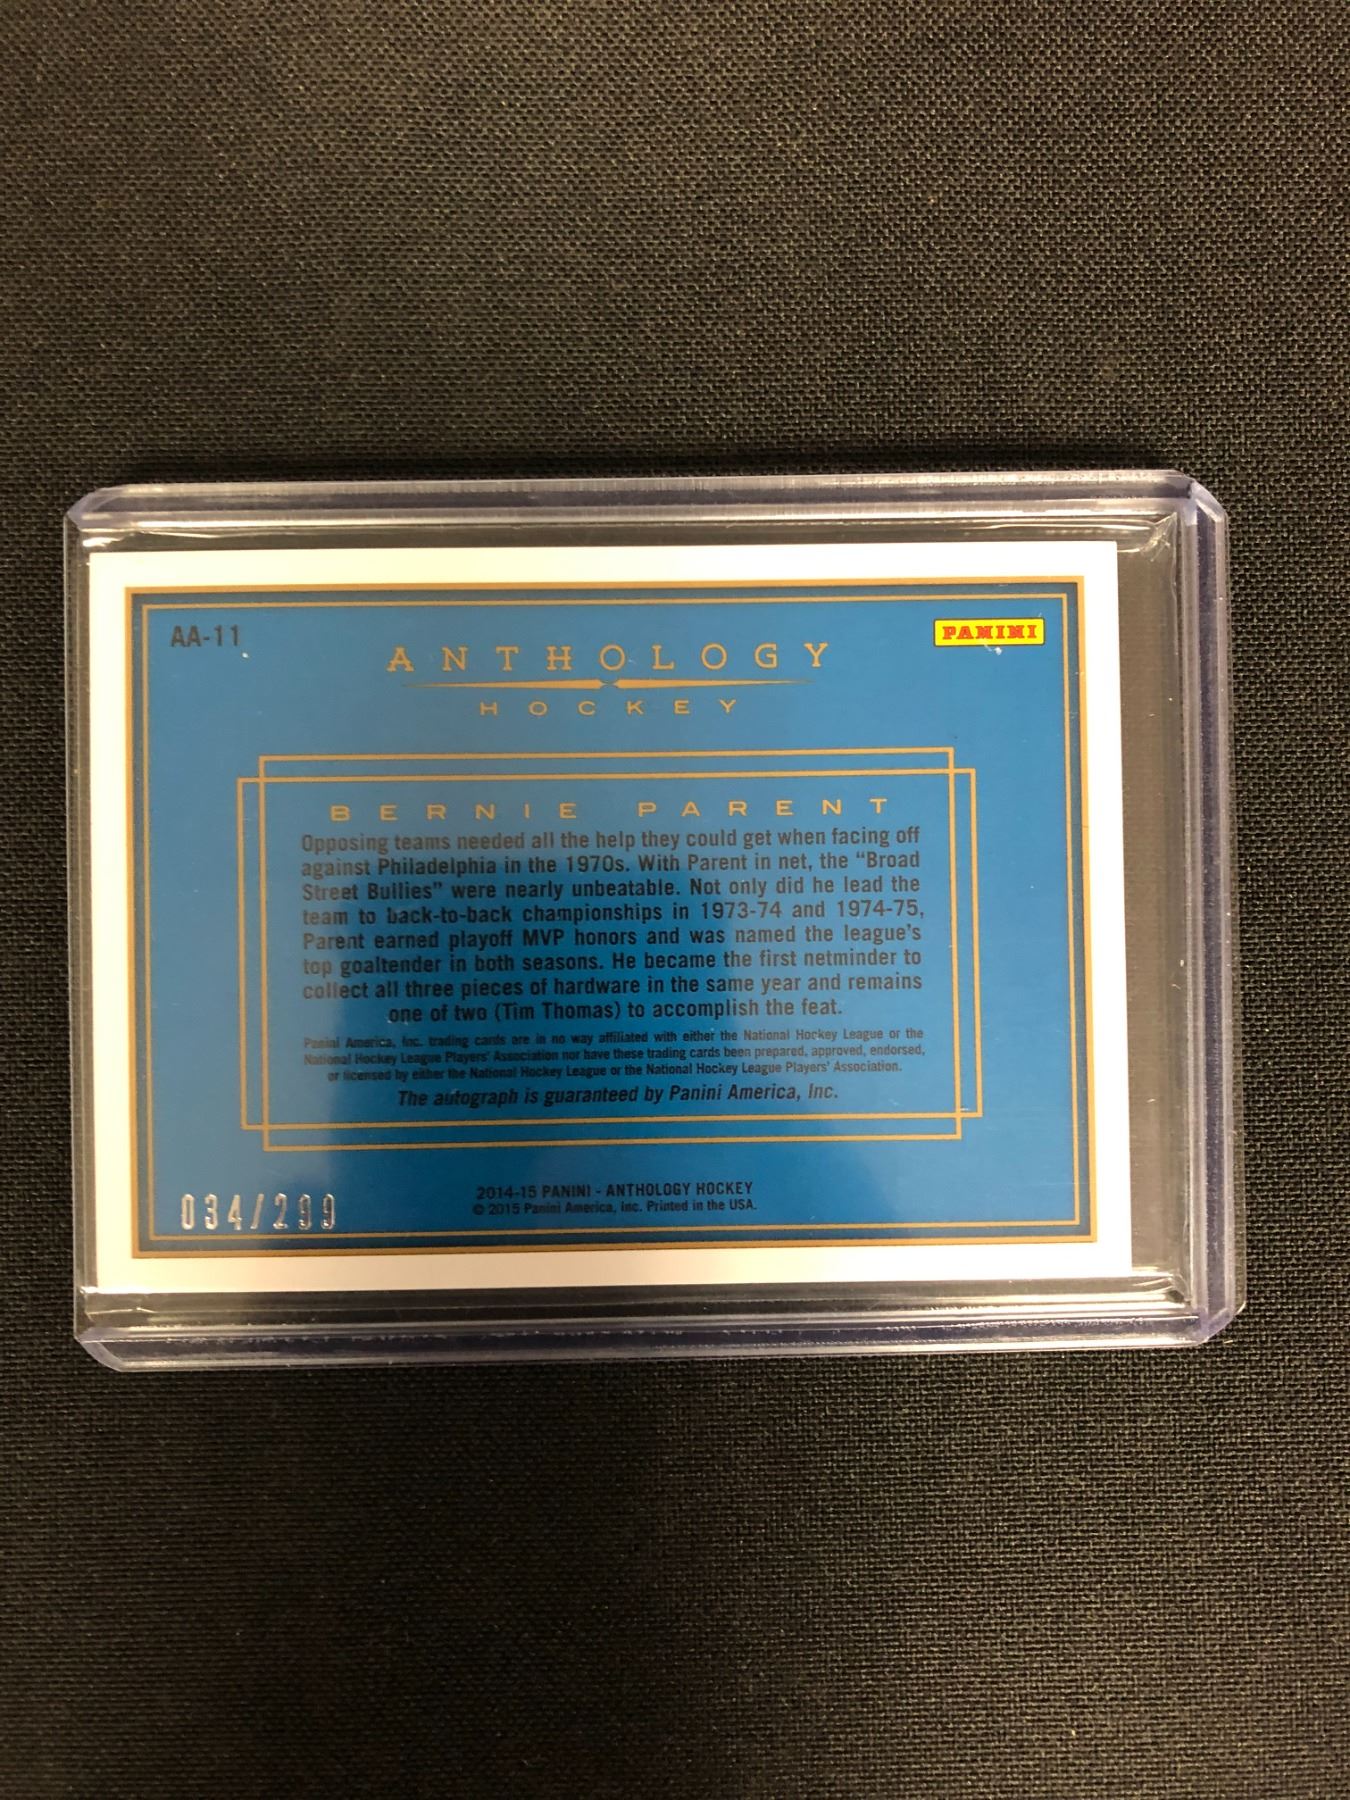 AA-11
PANINI
ANTHOLOGY
HOCKEY
BERNIE PARENT
Opposing teams needed all the help they could get when facing off
against Philadelphia in the 1970s. With Parent in net, the “Broad
Street Bullies” were nearly unbeatable. Not only did he lead the
team to back-to-back championships in 1973-74 and 1974-75,
Parent earned playoff MVP honors and was named the league’s
top goaltender in both seasons. He became the first netminder to
collect all three pieces of hardware in the same year and remains
one of two (Tim Thomas) to accomplish the feat.
Panini America, Inc. trading cards are in no way affiliated with either the National Hockey League or the
National Hockey League Players’ Association nor have these trading cards been prepared, approved, endorsed,
or licensed by either the National Hockey League or the National Hockey League Players’ Association.
The autograph is guaranteed by Panini America, Inc.
034/299
2014-15 PANINI - ANTHOLOGY HOCKEY
© 2015 Panini America, Inc. Printed in the USA.